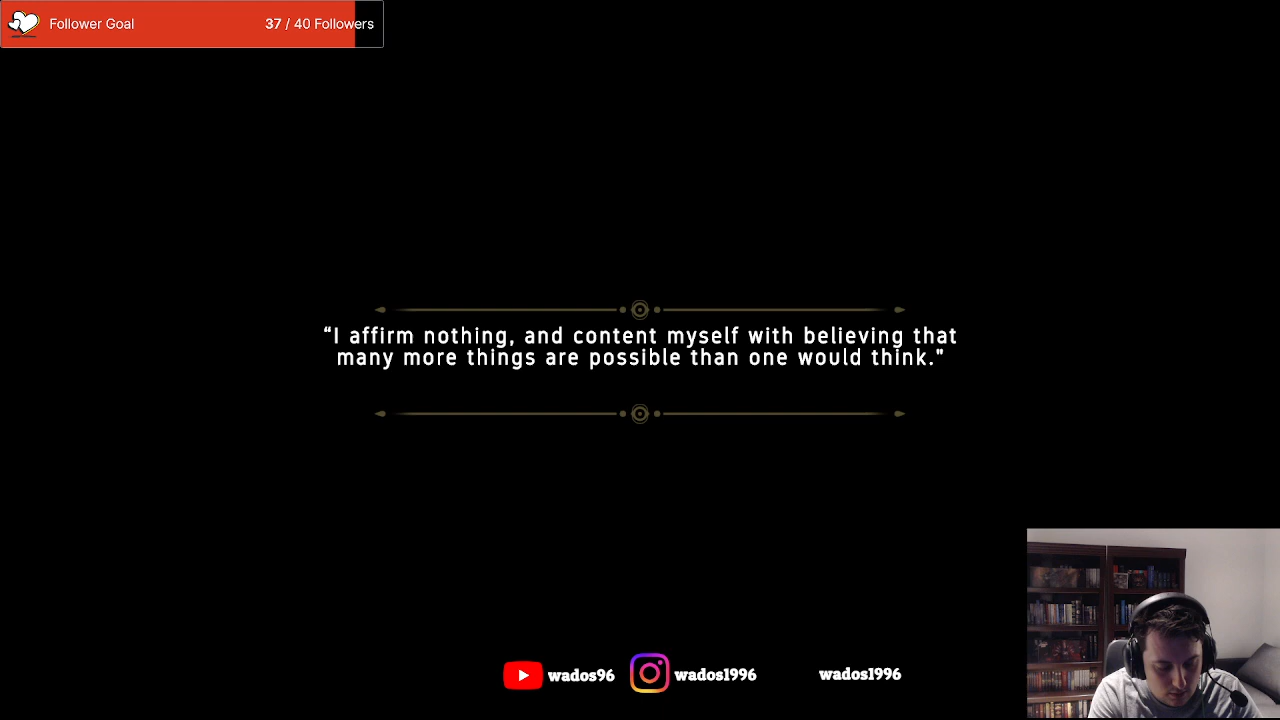 Follower Goal
37 / 40 Followers
“I affirm nothing, and content myself with believing that
many more things are possible than one would think."
wados96
wados1996
wados1996